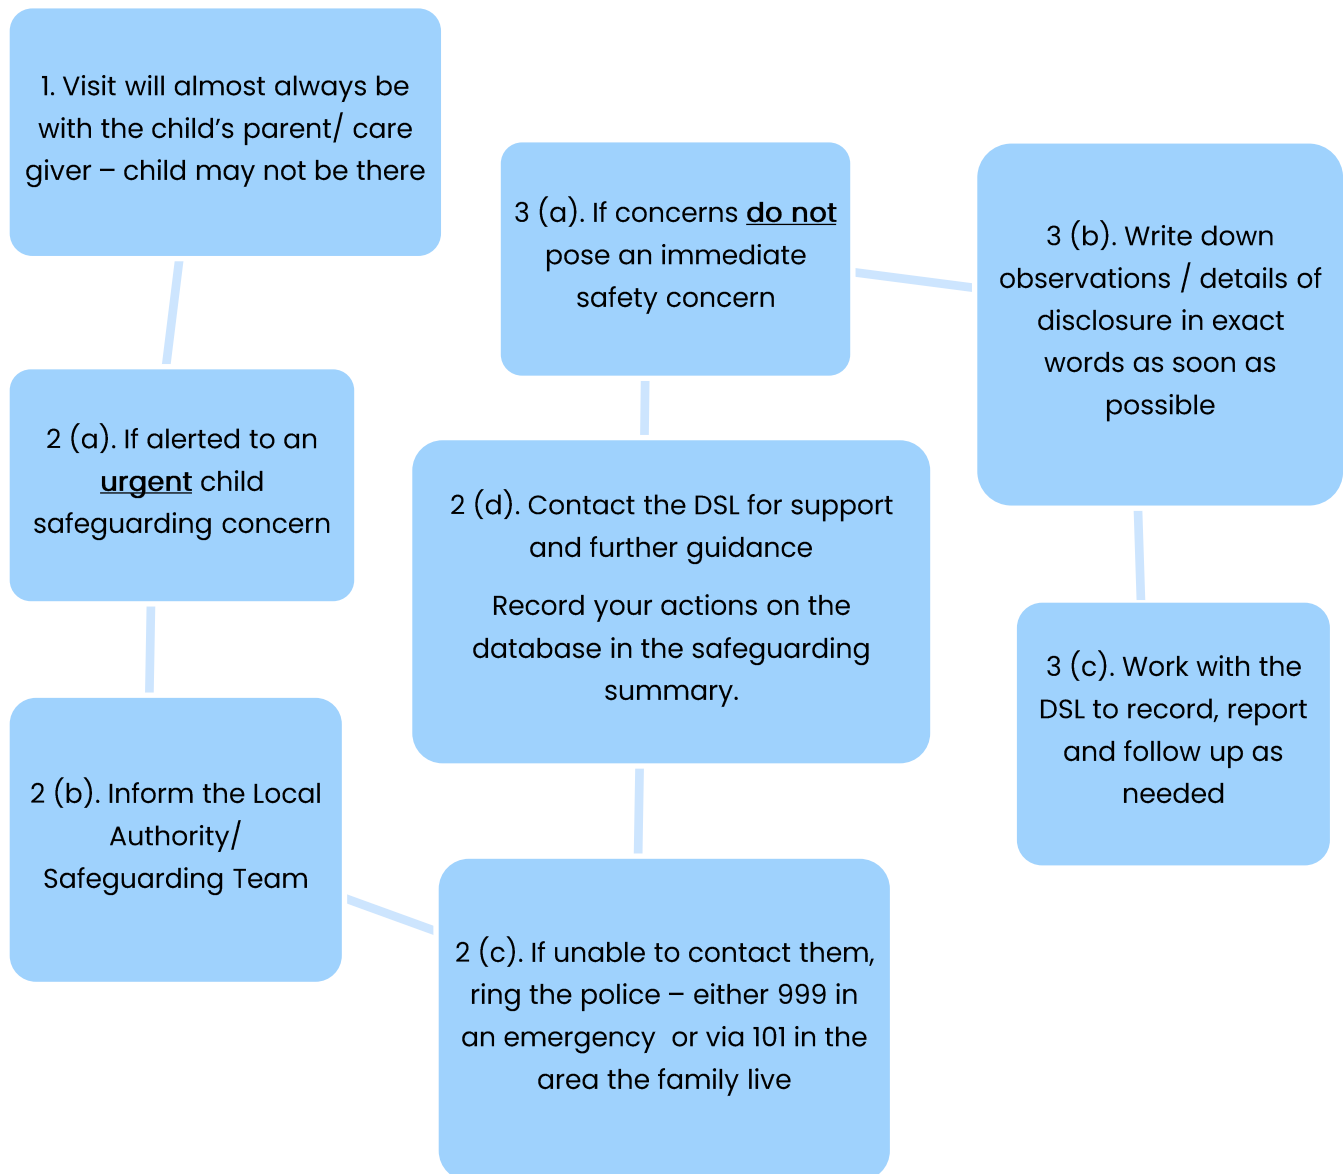 1. Visit will almost always be
with the child’s parent/ care
giver – child may not be there
2 (a). If alerted to an
urgent child
safeguarding concern
2 (b). Inform the Local
Authority/
Safeguarding Team
2 (c). If unable to contact them,
ring the police – either 999 in
an emergency  or via 101 in the
area the family live
2 (d). Contact the DSL for support
and further guidance
Record your actions on the
database in the safeguarding
summary.
3 (a). If concerns do not
pose an immediate
safety concern
3 (b). Write down
observations / details of
disclosure in exact
words as soon as
possible
3 (c). Work with the
DSL to record, report
and follow up as
needed